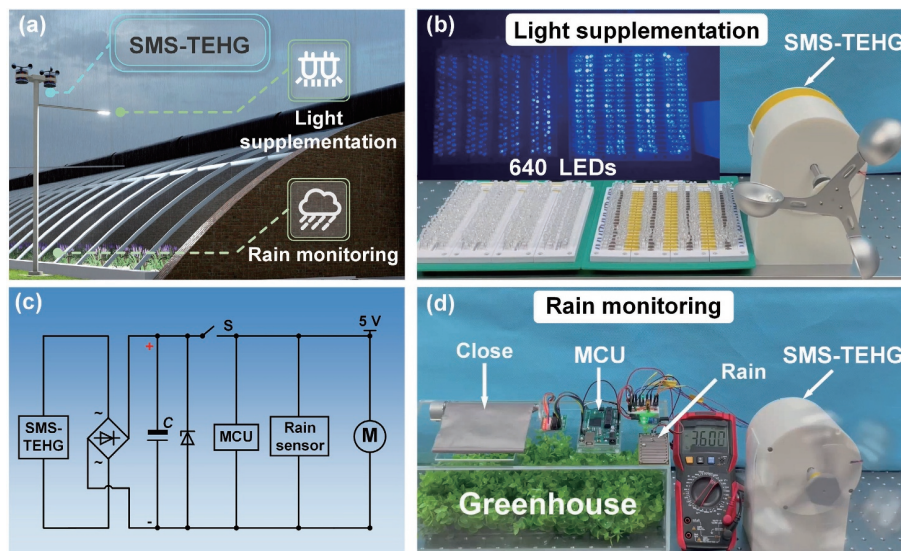 (a)
SMS-TEHG
Light
supplementation
Rain monitoring
(b)
Light supplementation
SMS-TEHG
640 LEDs
(c)
S
5 V
+
C
~
SMS-
TEHG
~
MCU
Rain
sensor
M
-
(d)
Rain monitoring
Close
MCU
SMS-TEHG
Rain
3.600
Greenhouse